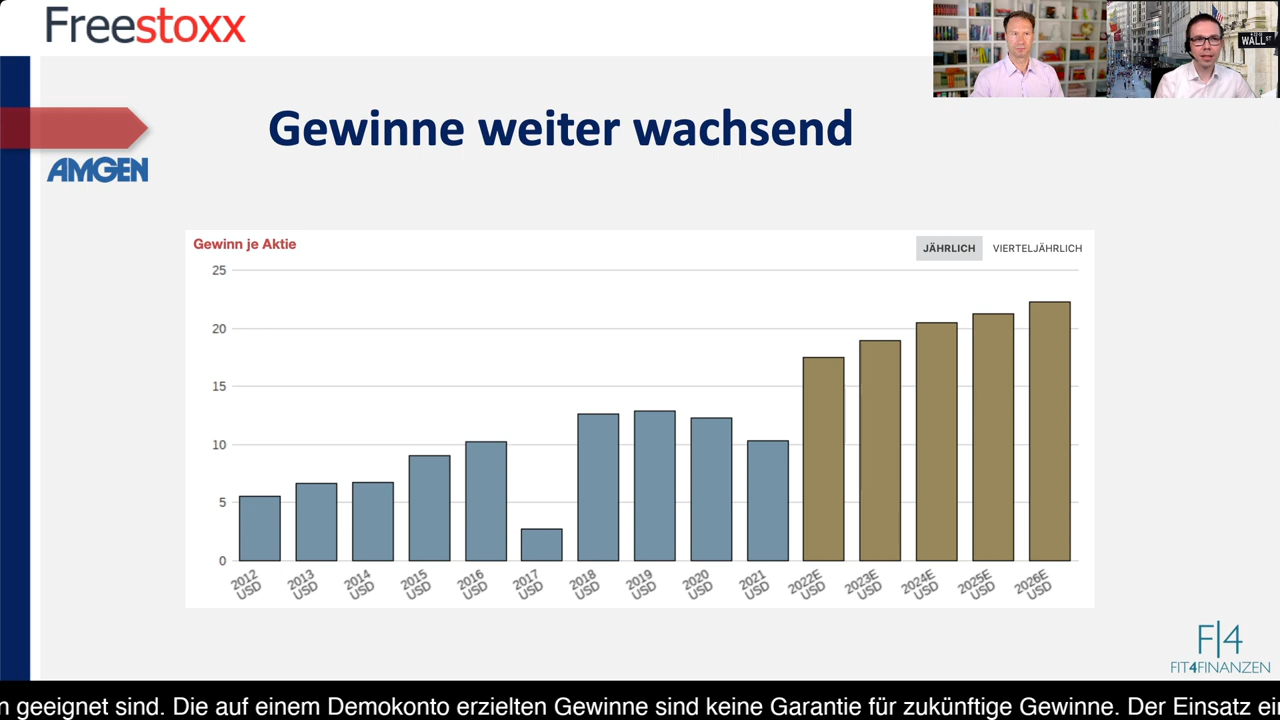 Freestoxx
WALL ST
AMGEN
Gewinne weiter wachsend
Gewinn je Aktie
JÄHRLICH VIERTELJÄHRLICH
25
20
15
10
5
0
2012 USD
2013 USD
2014 USD
2015 USD
2016 USD
2017 USD
2018 USD
2019 USD
2020 USD
2021 USD
2022E USD
2023E USD
2024E USD
2025E USD
2026E USD
F|4
FIT4FINANZEN
n geeignet sind. Die auf einem Demokonto erzielten Gewinne sind keine Garantie für zukünftige Gewinne. Der Einsatz ei